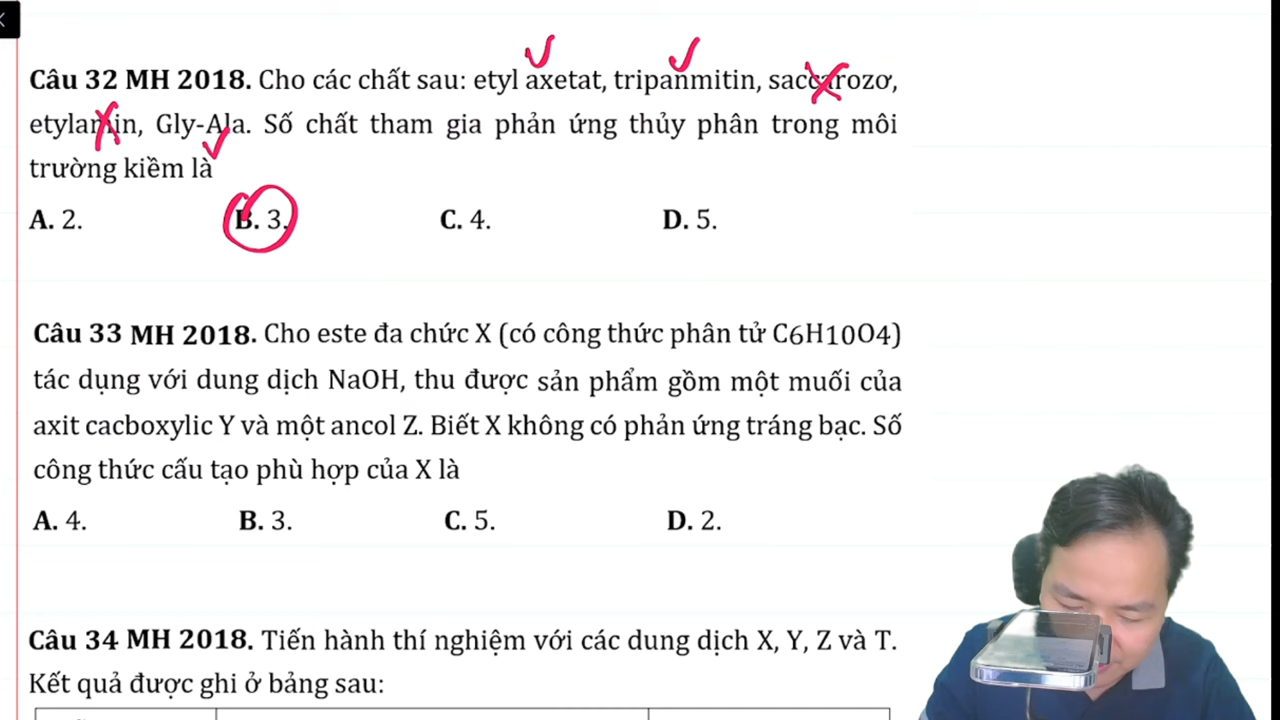 Câu 32 MH 2018. Cho các chất sau: etyl axetat, tripanmitin, saccarozơ,
etylamin, Gly-Ala. Số chất tham gia phản ứng thủy phân trong môi
trường kiềm là
A. 2. B. 3. C. 4. D. 5.
Câu 33 MH 2018. Cho este đa chức X (có công thức phân tử C6H10O4)
tác dụng với dung dịch NaOH, thu được sản phẩm gồm một muối của
axit cacboxylic Y và một ancol Z. Biết X không có phản ứng tráng bạc. Số
công thức cấu tạo phù hợp của X là
A. 4. B. 3. C. 5. D. 2.
Câu 34 MH 2018. Tiến hành thí nghiệm với các dung dịch X, Y, Z và T.
Kết quả được ghi ở bảng sau: